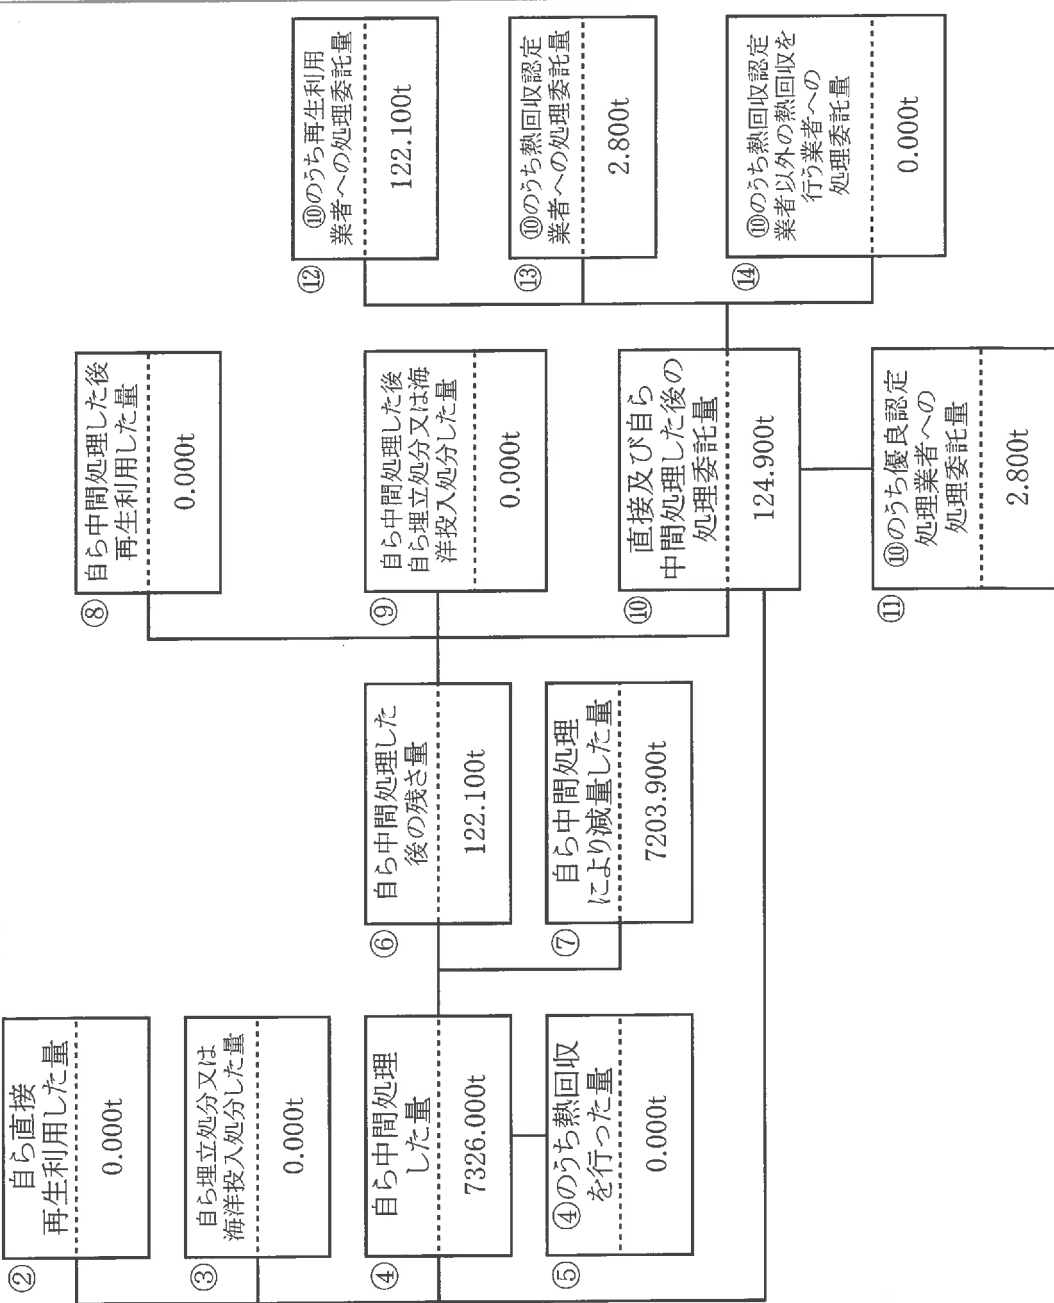 ②
自ら直接
再生利用した量
0.000t
③
自ら埋立処分又は
海洋投入処分した量
0.000t
④
自ら中間処理
した量
7326.000t
⑤
④のうち熱回収
を行った量
0.000t
⑥
自ら中間処理した
後の残さ量
122.100t
⑦
自ら中間処理
により減量した量
7203.900t
⑧
自ら中間処理した後
再生利用した量
0.000t
⑨
自ら中間処理した後
自ら埋立処分又は海
洋投入処分した量
0.000t
⑩
直接及び自ら
中間処理した後の
処理委託量
124.900t
⑪
⑩のうち優良認定
処理業者への
処理委託量
2.800t
⑫
⑩のうち再生利用
業者への処理委託量
122.100t
⑬
⑩のうち熱回収認定
業者への処理委託量
2.800t
⑭
⑩のうち熱回収認定
業者以外の熱回収を
行う業者への
処理委託量
0.000t